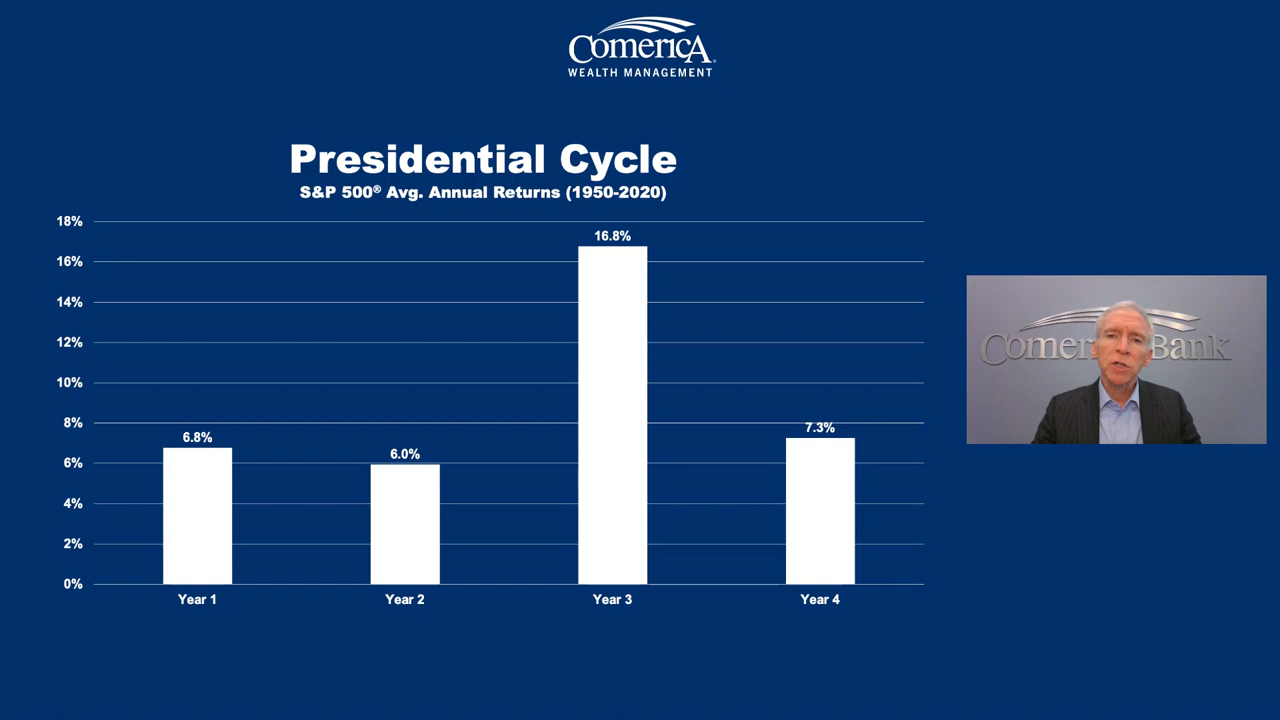 ComericA®
WEALTH MANAGEMENT
Presidential Cycle
S&P 500® Avg. Annual Returns (1950-2020)
18%
16%
14%
12%
10%
8%
6%
4%
2%
0%
6.8%
6.0%
16.8%
7.3%
Year 1 Year 2 Year 3 Year 4
Bank